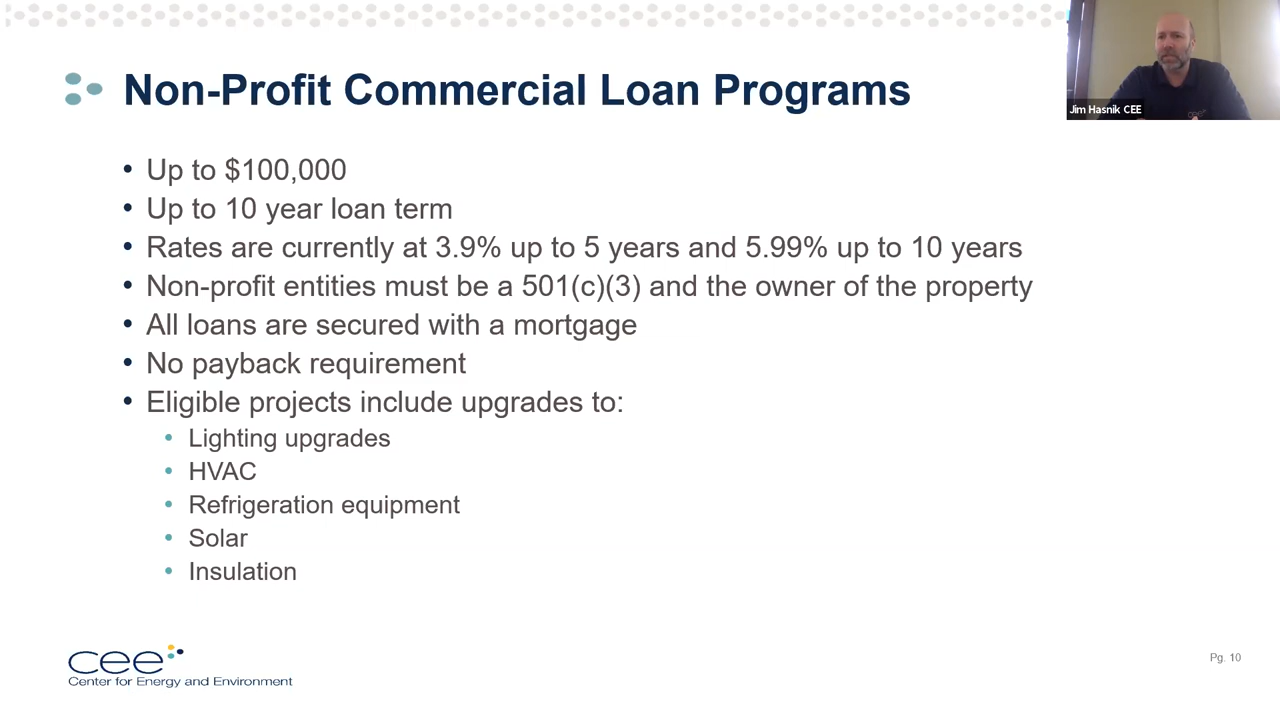 Non-Profit Commercial Loan Programs
Jim Hasnik CEE
• Up to $100,000
• Up to 10 year loan term
• Rates are currently at 3.9% up to 5 years and 5.99% up to 10 years
• Non-profit entities must be a 501(c)(3) and the owner of the property
• All loans are secured with a mortgage
• No payback requirement
• Eligible projects include upgrades to:
• Lighting upgrades
• HVAC
• Refrigeration equipment
• Solar
• Insulation
cee
Center for Energy and Environment
Pg. 10